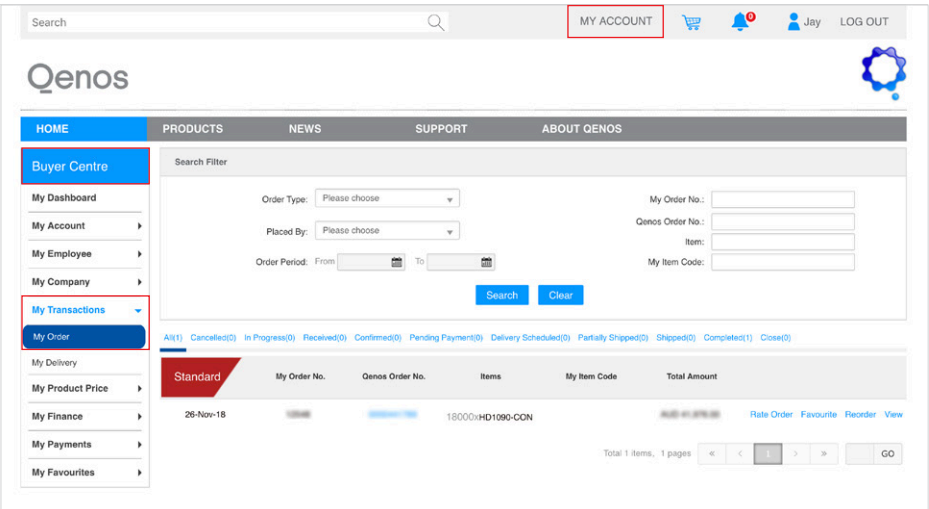 Search
MY ACCOUNT
0
Jay
LOG OUT
Qenos
HOME
PRODUCTS
NEWS
SUPPORT
ABOUT QENOS
Buyer Centre
My Dashboard
My Account
My Employee
My Company
My Transactions
My Order
My Delivery
My Product Price
My Finance
My Payments
My Favourites
Search Filter
Order Type: Please choose
Placed By: Please choose
Order Period: From To
My Order No.:
Qenos Order No.:
Item:
My Item Code:
Search Clear
All(1) Cancelled(0) In Progress(0) Received(0) Confirmed(0) Pending Payment(0) Delivery Scheduled(0) Partially Shipped(0) Shipped(0) Completed(1) Close(0)
Standard My Order No. Qenos Order No. Items My Item Code Total Amount
26-Nov-18 18000xHD1090-CON Rate Order Favourite Reorder View
Total 1 items, 1 pages « < 1 > » GO